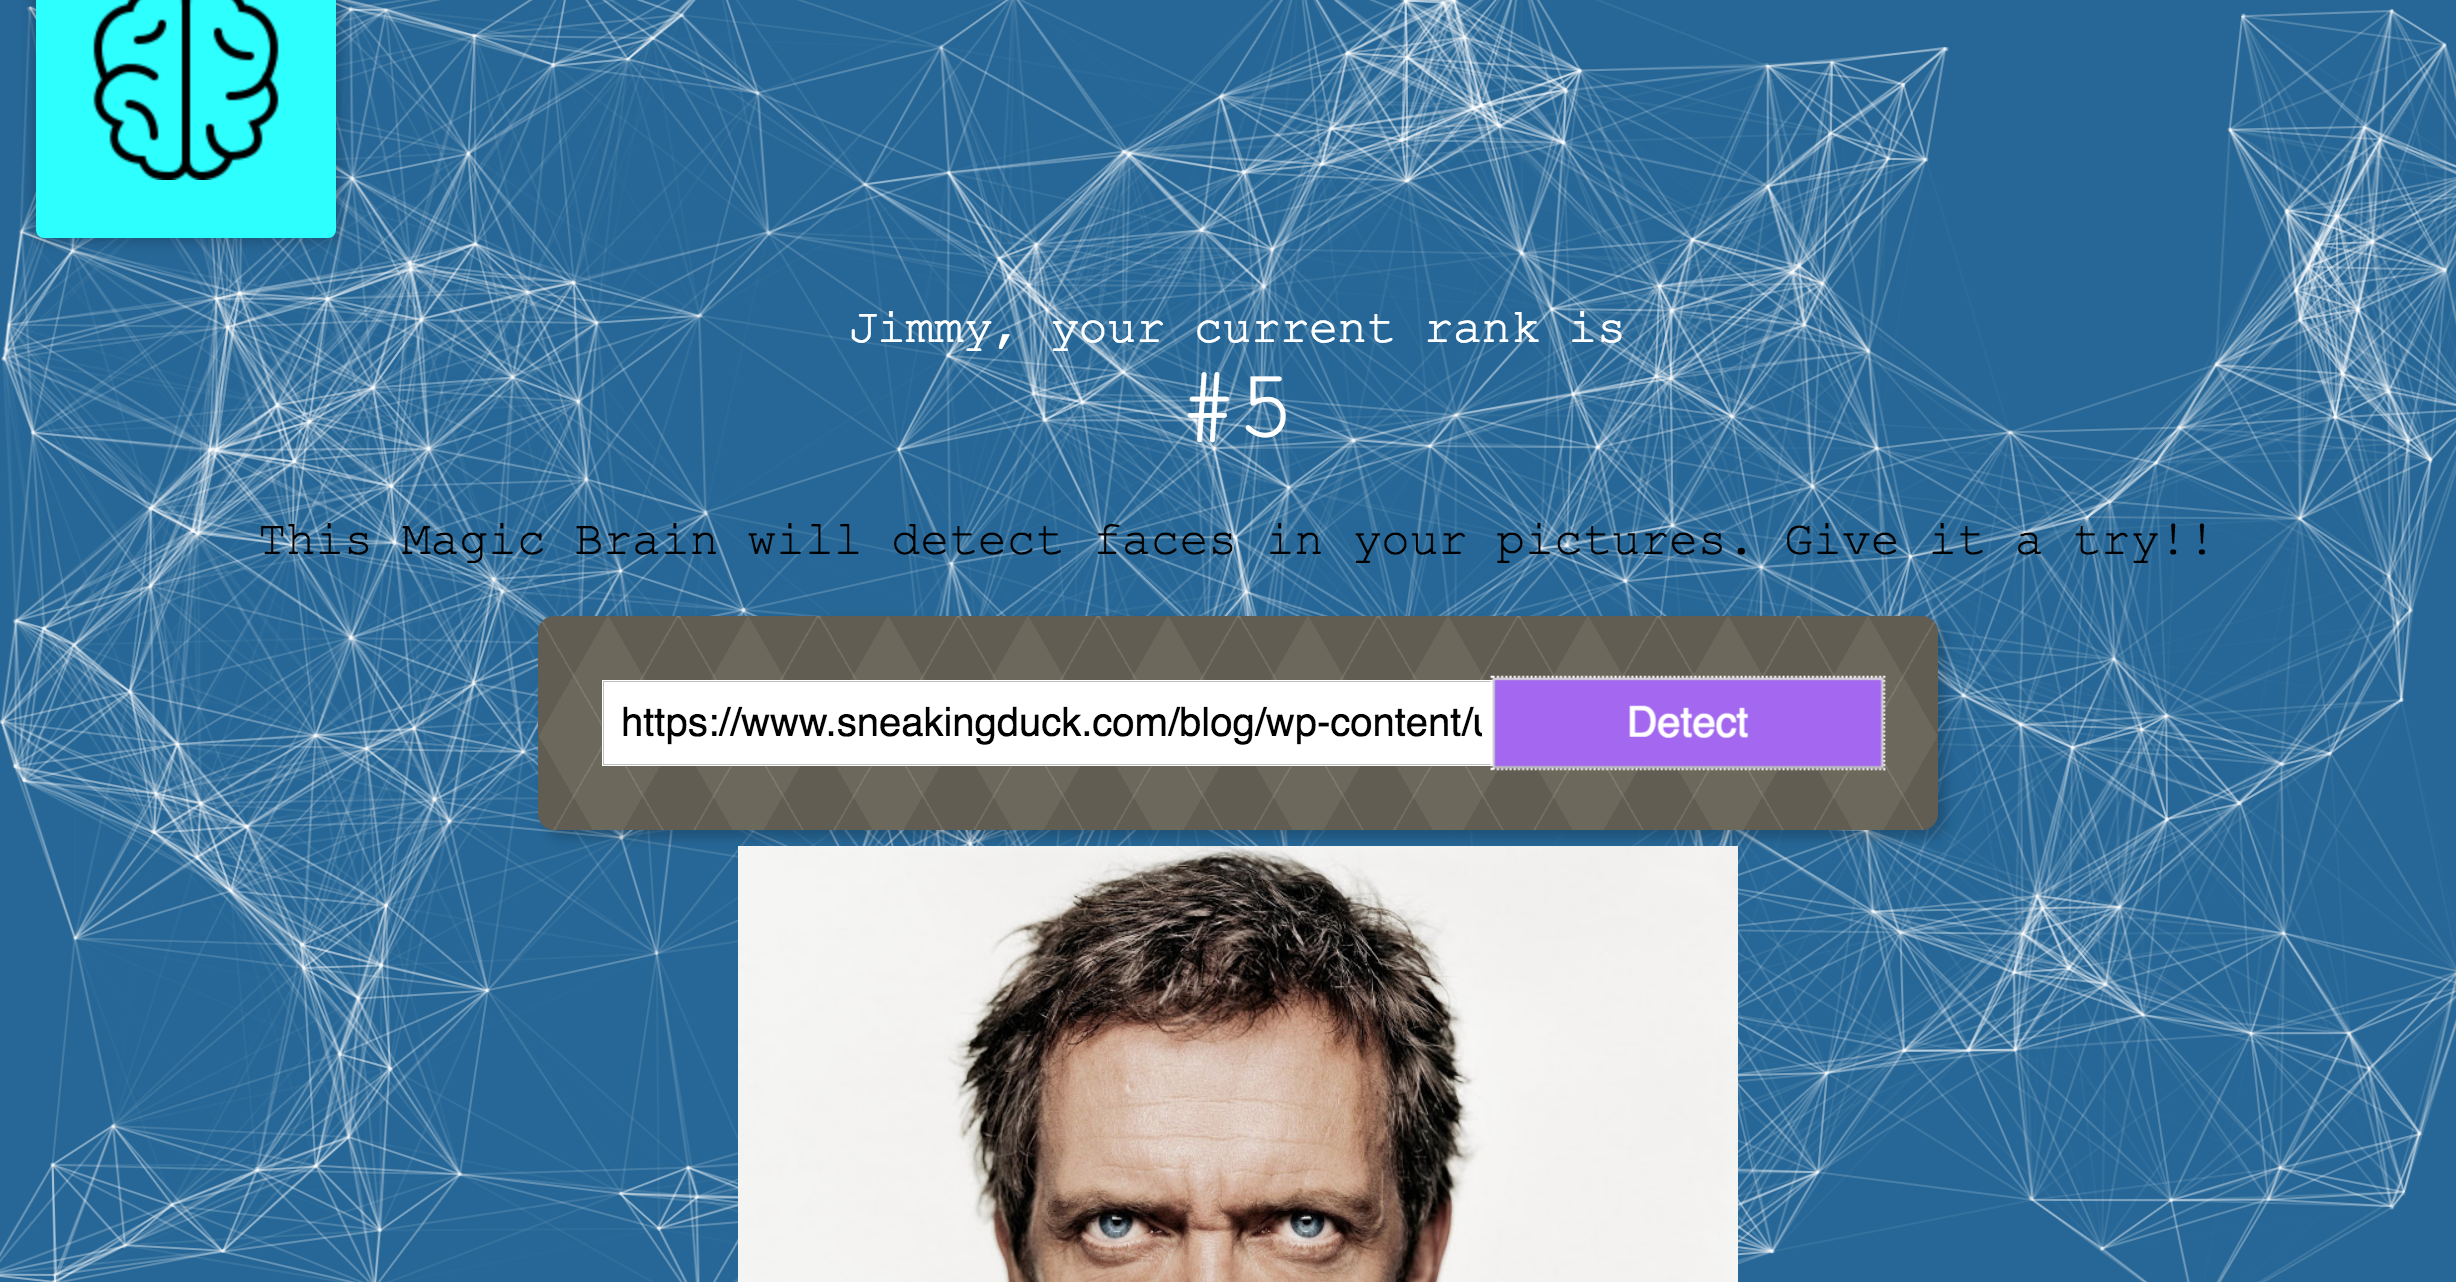 Jimmy, your current rank is
#5
This Magic Brain will detect faces in your pictures. Give it a try!!
https://www.sneakingduck.com/blog/wp-content/u
Detect